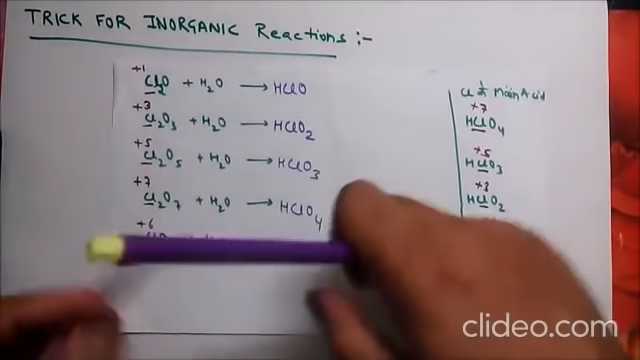 TRICK FOR INORGANIC Reactions :-
+1
Cl2O + H2O → HClO
+3
Cl2O3 + H2O → HClO2
+5
Cl2O5 + H2O → HClO3
+7
Cl2O7 + H2O → HClO4
+6
Cl Main Acid
+7
HClO4
+5
HClO3
+3
HClO2
clideo.com